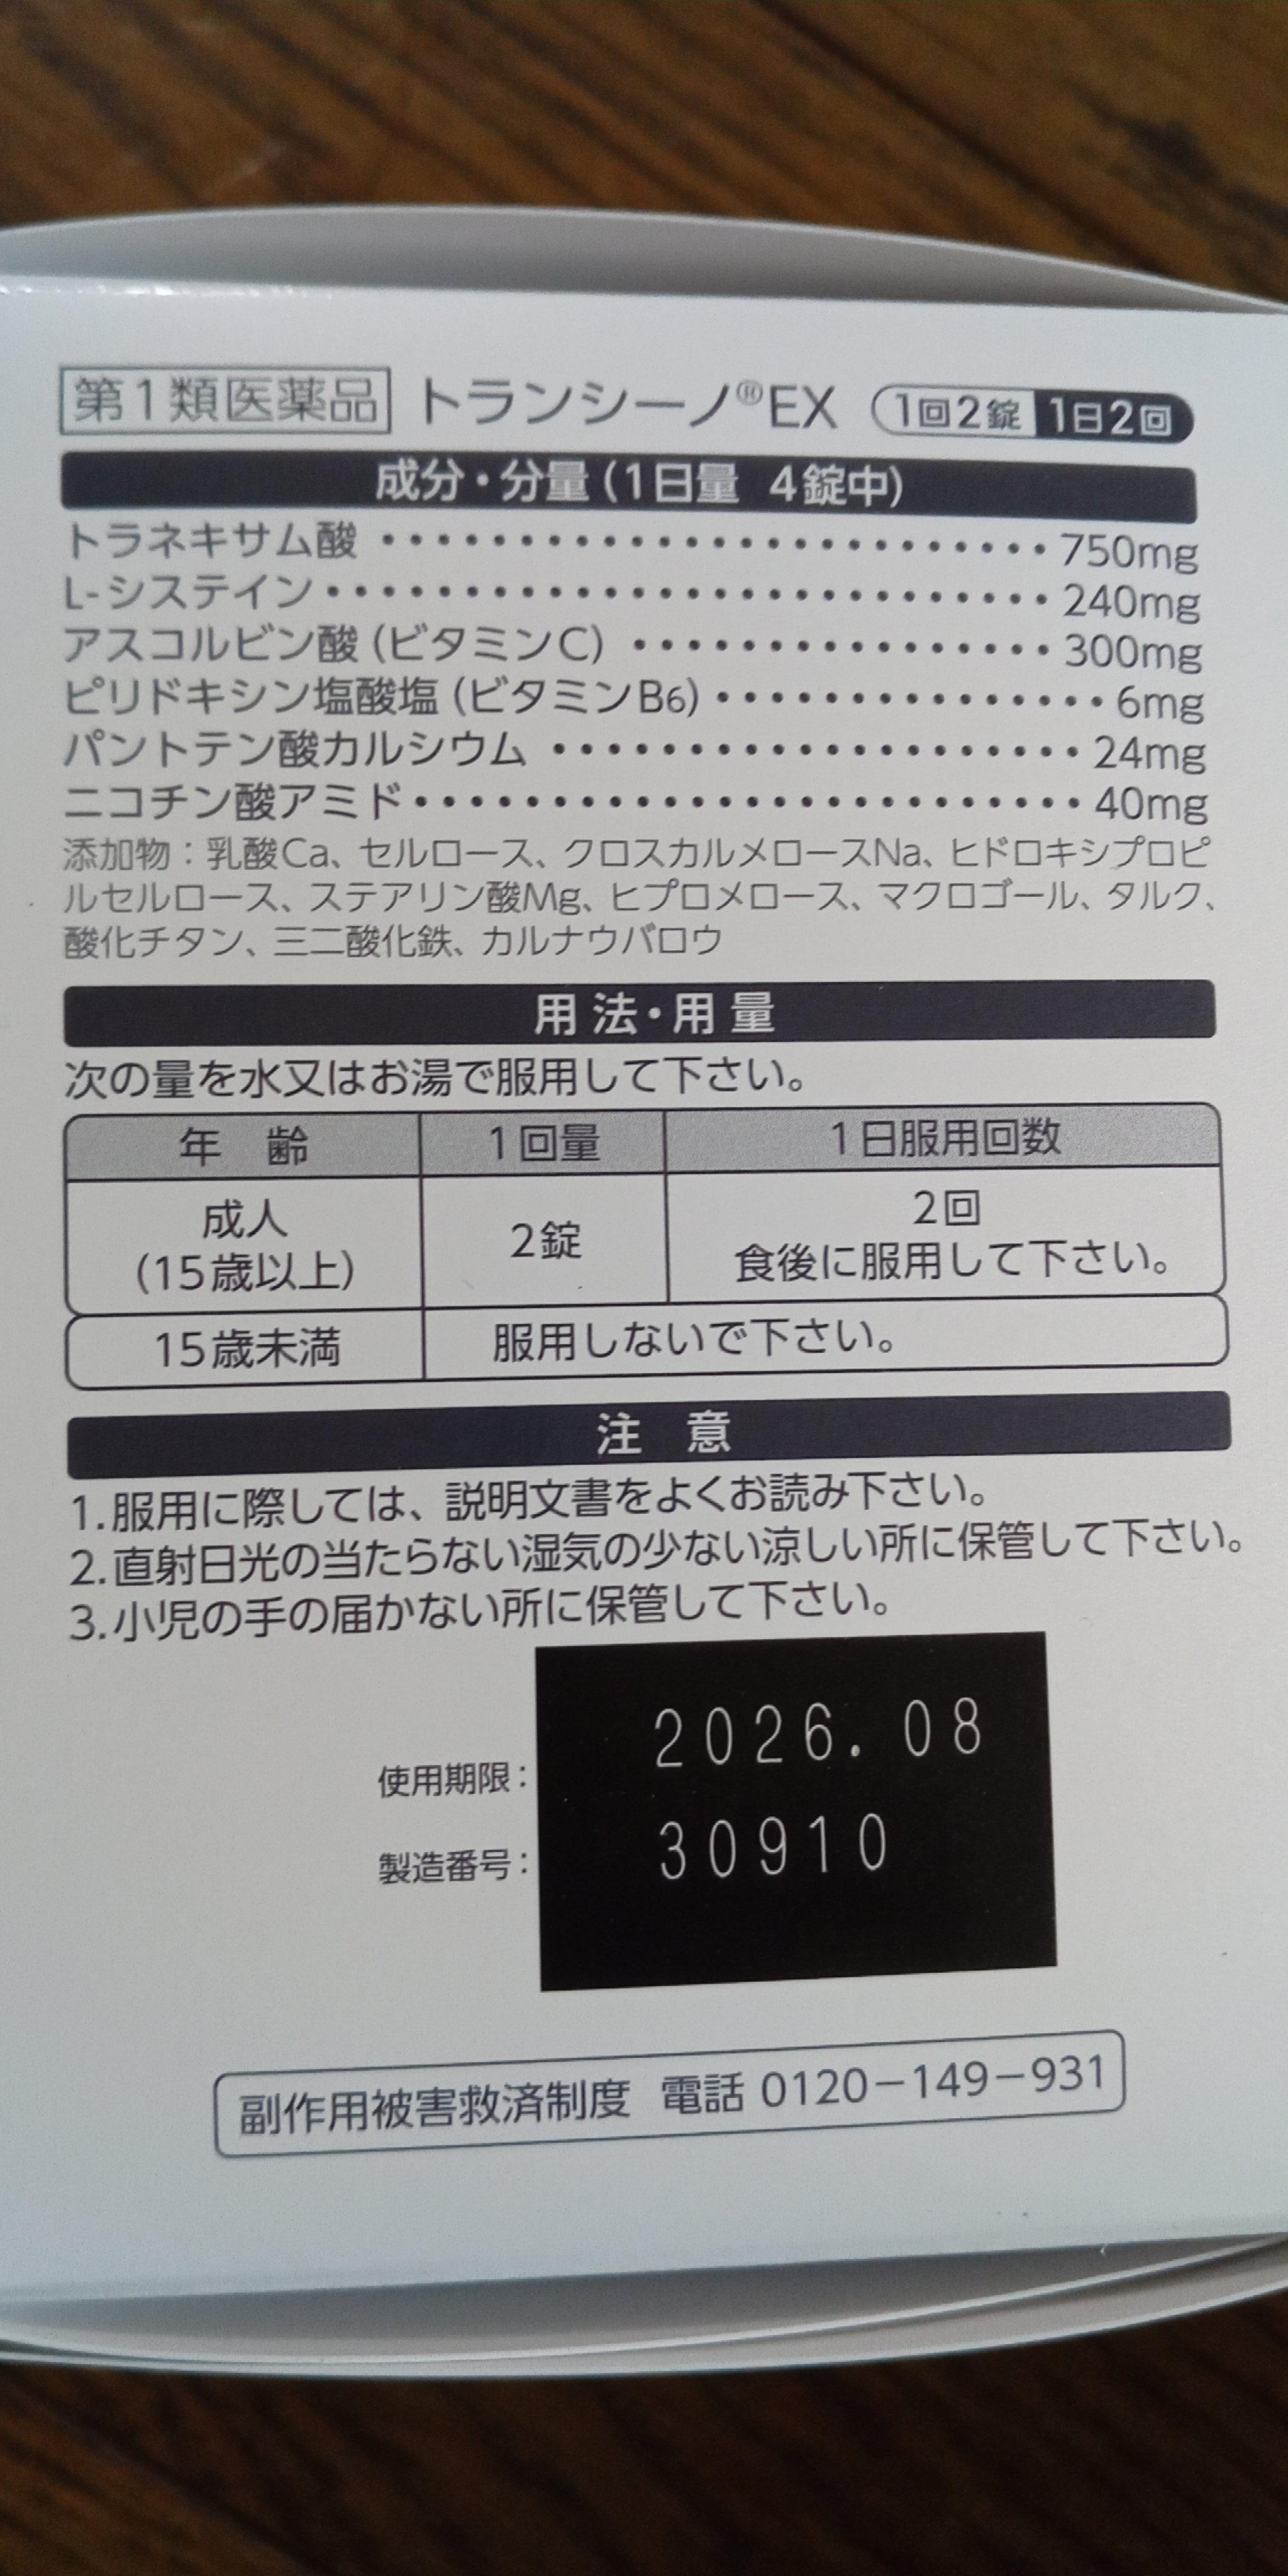 第1類医薬品 トランシーノ®EX 1回2錠 1日2回
成分・分量(1日量 4錠中)
トラネキサム酸 ・・・・・・・・・・・・・・・・・・・・・・・・・ 750mg
L-システイン ・・・・・・・・・・・・・・・・・・・・・・・・・・・ 240mg
アスコルビン酸(ビタミンC) ・・・・・・・・・・・・・・・・ 300mg
ピリドキシン塩酸塩(ビタミンB6) ・・・・・・・・・・・・・・・ 6mg
パントテン酸カルシウム ・・・・・・・・・・・・・・・・・・・・ 24mg
ニコチン酸アミド ・・・・・・・・・・・・・・・・・・・・・・・・・ 40mg
添加物：乳酸Ca、セルロース、クロスカルメロースNa、ヒドロキシプロピ
ルセルロース、ステアリン酸Mg、ヒプロメロース、マクロゴール、タルク、
酸化チタン、三二酸化鉄、カルナウバロウ
用法・用量
次の量を水又はお湯で服用して下さい。
年齢 1回量 1日服用回数
成人
(15歳以上)
2錠
2回
食後に服用して下さい。
15歳未満 服用しないで下さい。
注意
1.服用に際しては、説明文書をよくお読み下さい。
2.直射日光の当たらない湿気の少ない涼しい所に保管して下さい。
3.小児の手の届かない所に保管して下さい。
使用期限： 2026.08
製造番号： 30910
副作用被害救済制度 電話 0120-149-931